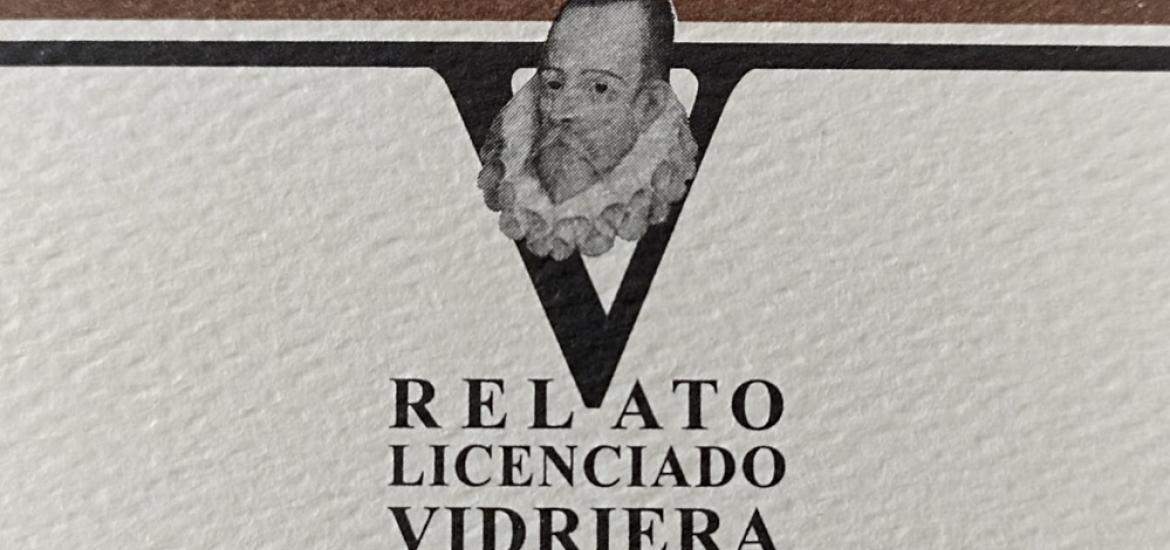 V
RELATO
LICENCIADO
VIDRIERA